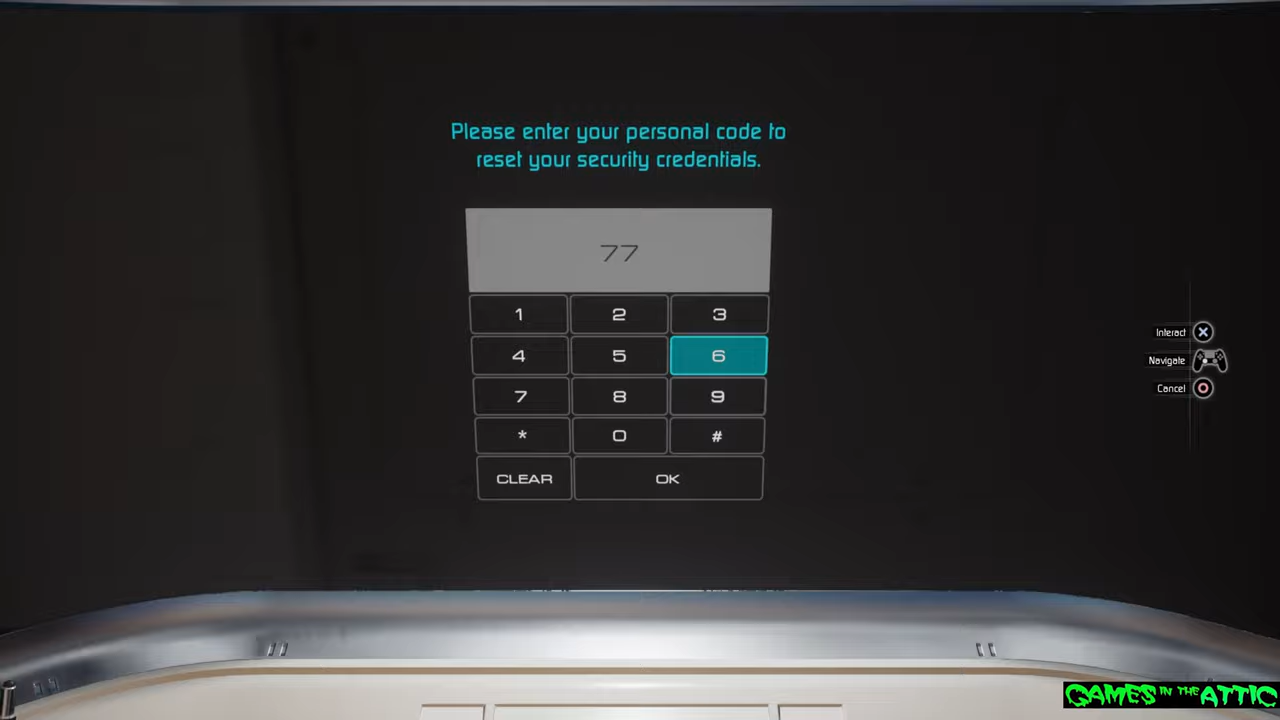 Please enter your personal code to
reset your security credentials.
77
1 2 3
4 5 6
7 8 9
* 0 #
CLEAR OK
Interact
Navigate
Cancel
GAMES IN THE ATTIC